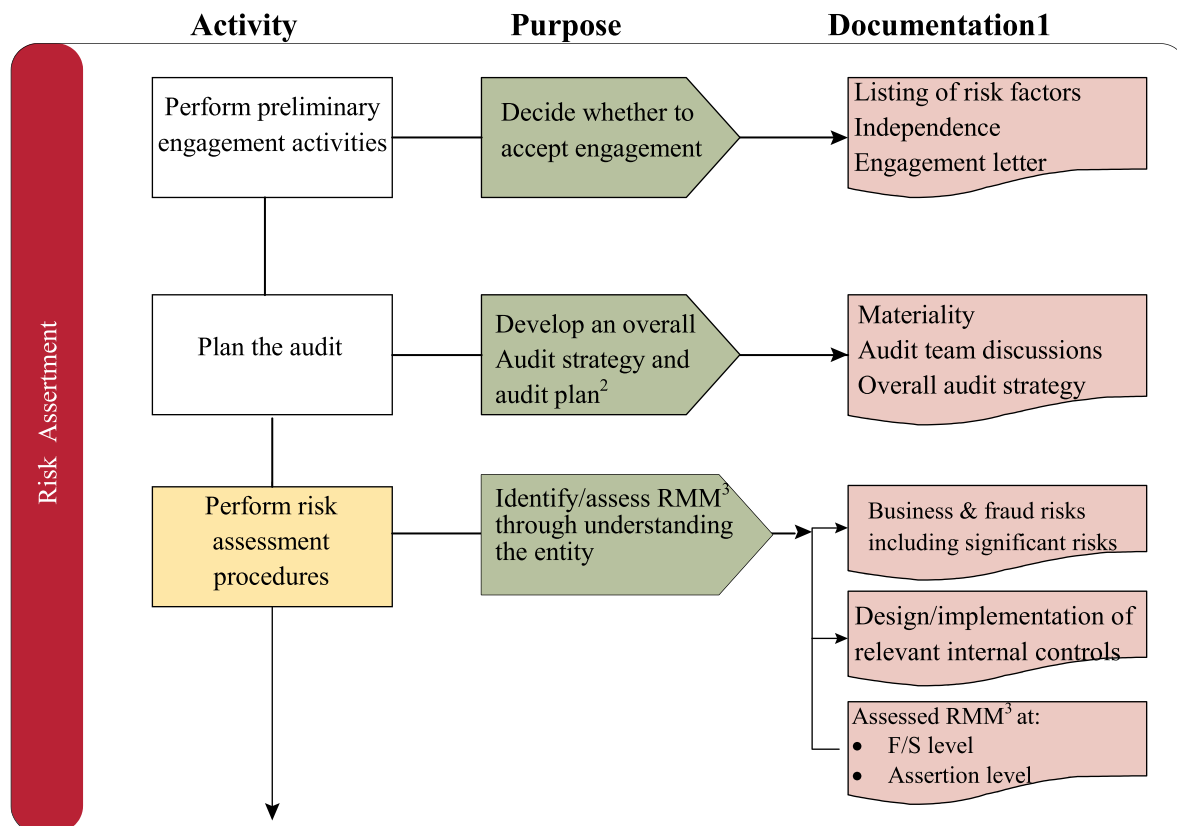 Activity
Purpose
Documentation1
Risk Assertment
Perform preliminary
engagement activities
Decide whether to
accept engagement
Listing of risk factors
Independence
Engagement letter
Plan the audit
Develop an overall
Audit strategy and
audit plan²
Materiality
Audit team discussions
Overall audit strategy
Perform risk
assessment
procedures
Identify/assess RMM³
through understanding
the entity
Business & fraud risks
including significant risks
Design/implementation of
relevant internal controls
Assessed RMM³ at:
• F/S level
• Assertion level